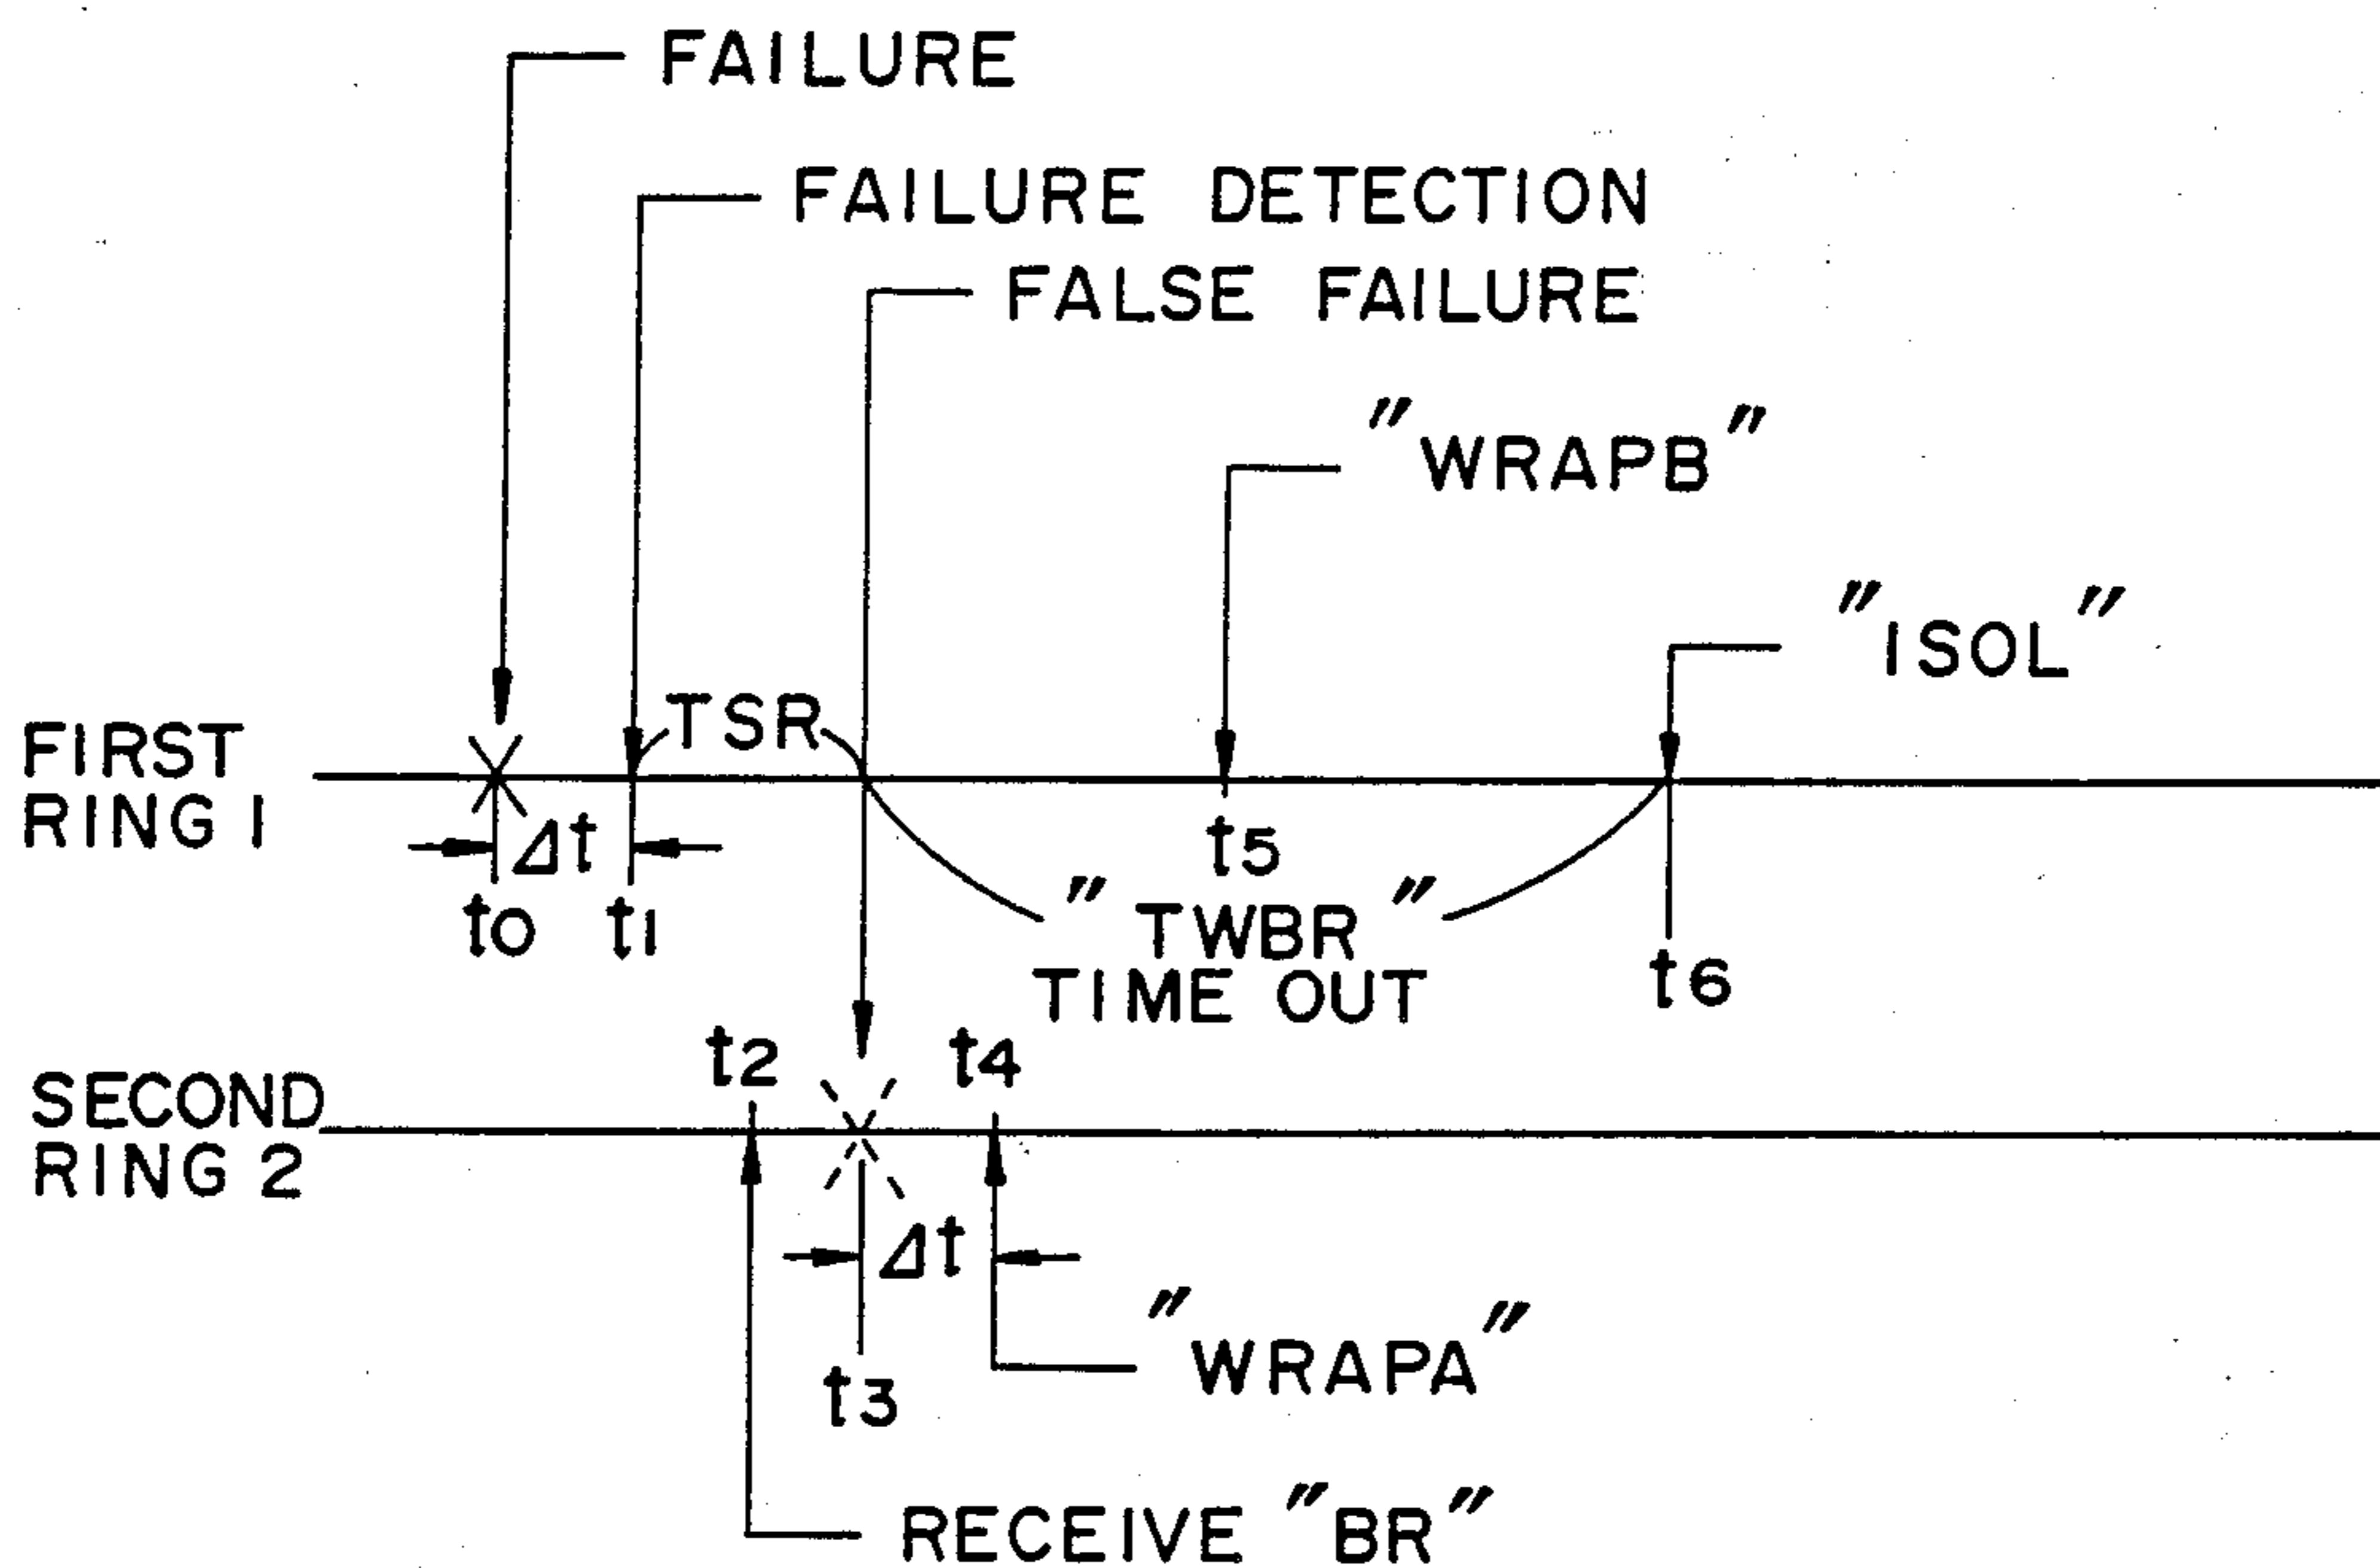 FAILURE
FAILURE DETECTION
FALSE FAILURE
"WRAPB"
"ISOL"
TSR
FIRST
RING 1
Δt
t0
t1
t5
"TWBR"
TIME OUT
t6
t2
t4
SECOND
RING 2
Δt
t3
"WRAPA"
RECEIVE "BR"